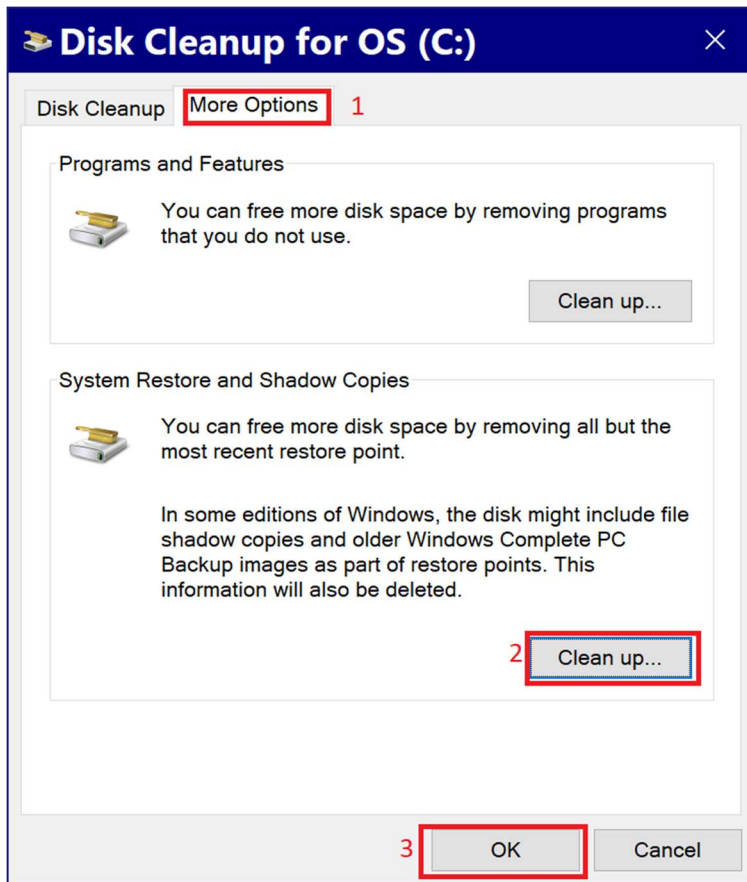 Disk Cleanup for OS (C:)
Disk Cleanup
More Options
1
Programs and Features
You can free more disk space by removing programs
that you do not use.
Clean up...
System Restore and Shadow Copies
You can free more disk space by removing all but the
most recent restore point.
In some editions of Windows, the disk might include file
shadow copies and older Windows Complete PC
Backup images as part of restore points. This
information will also be deleted.
2
Clean up...
3
OK
Cancel